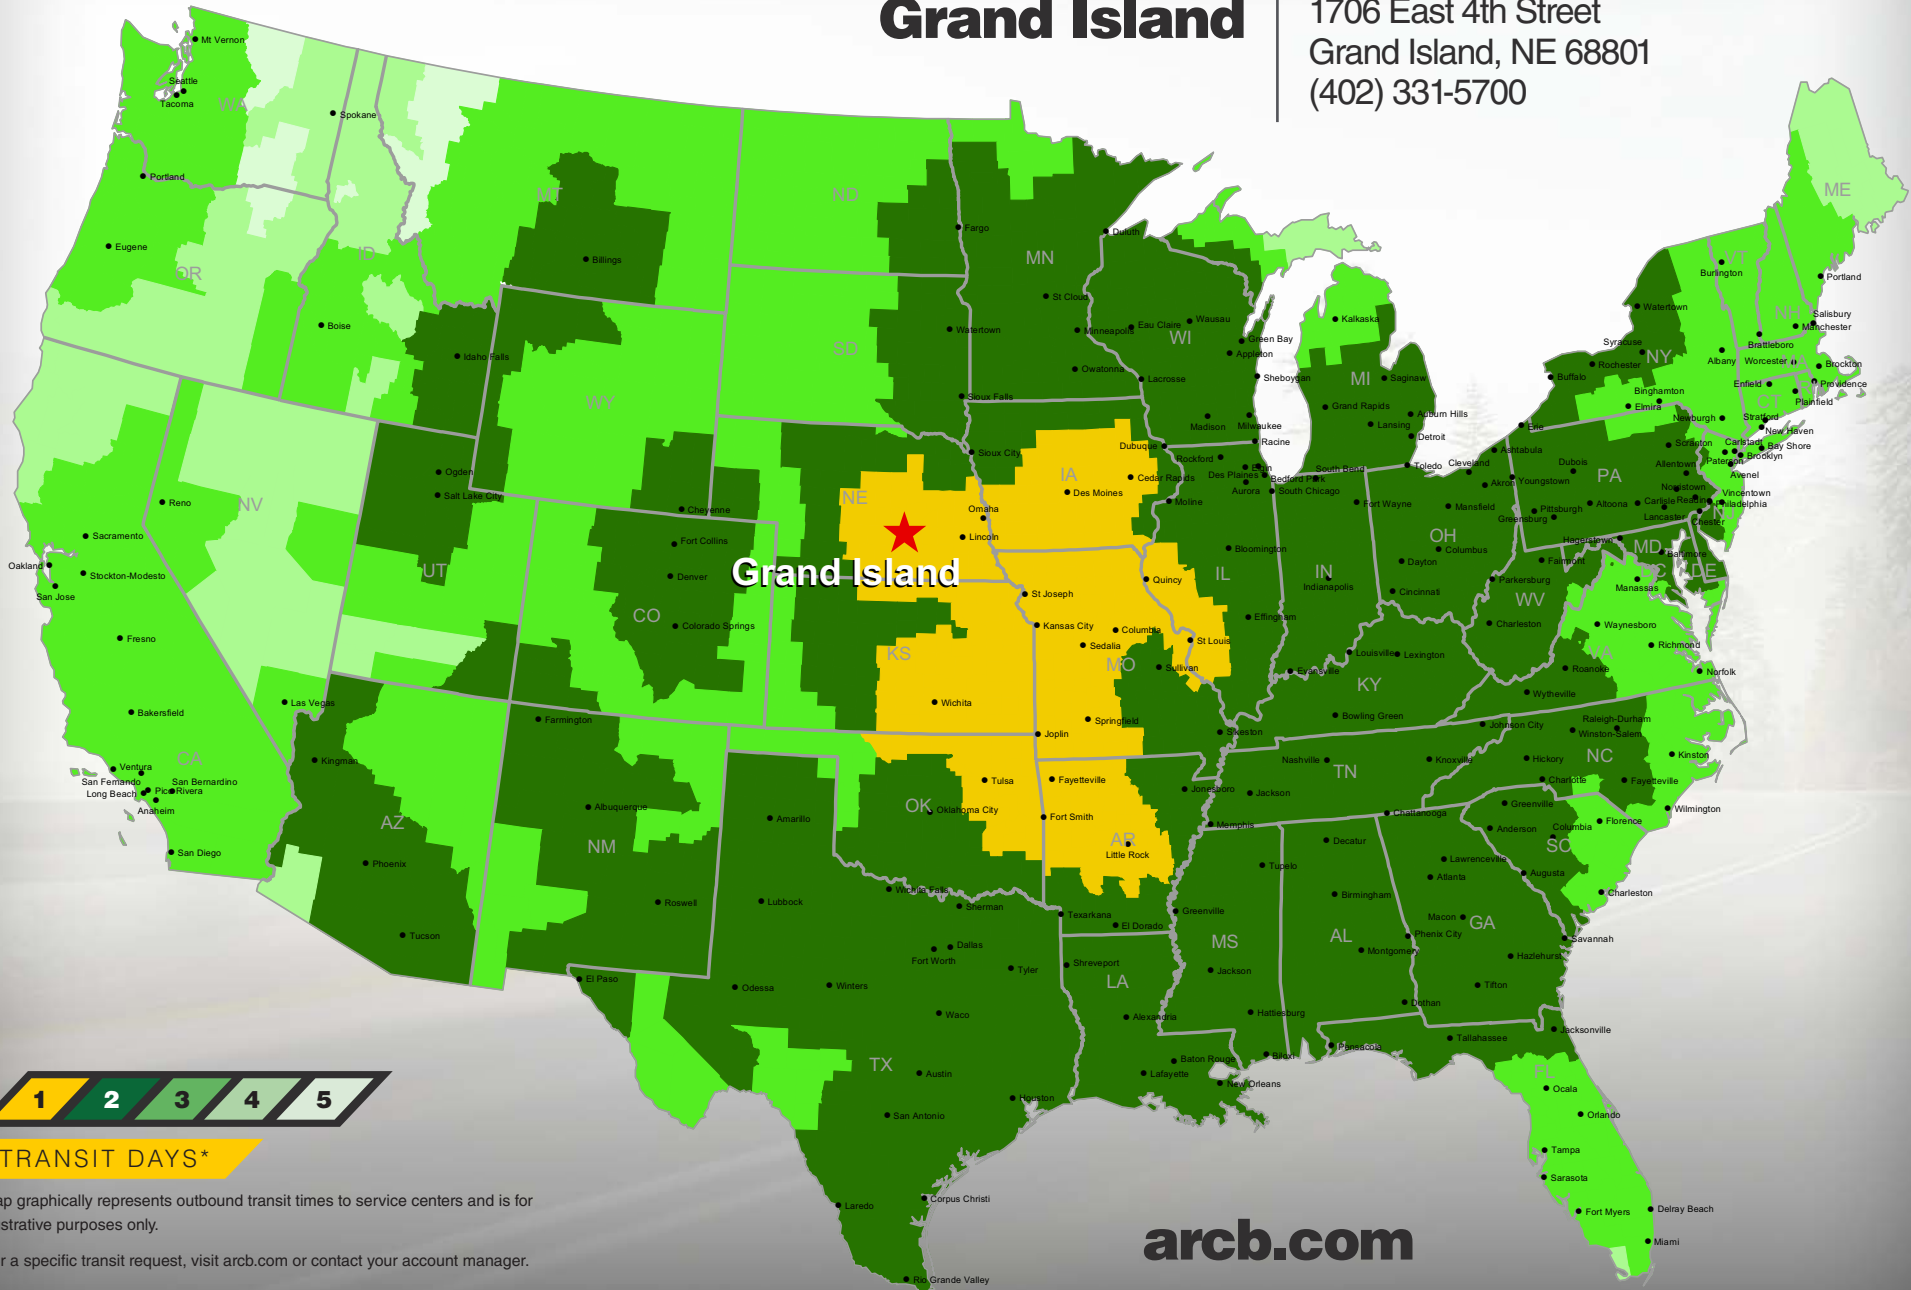 Grand Island
1706 East 4th Street
Grand Island, NE 68801
(402) 331-5700
Mt Vernon
Seattle
Tacoma
WA
Spokane
Portland
Eugene
OR
ID
Boise
Idaho Falls
MT
Billings
ND
Fargo
MN
Duluth
St Cloud
Minneapolis
Owatonna
Watertown
SD
Sioux Falls
WY
Cheyenne
Eau Claire
Wausau
WI
Green Bay
Appleton
Sheboygan
Lacrosse
Madison
Milwaukee
Racine
Kalkaska
MI
Saginaw
Grand Rapids
Lansing
Auburn Hills
Detroit
ME
VT
Burlington
Portland
NH
Salisbury
Manchester
Brattleboro
Watertown
Syracuse
NY
Rochester
Buffalo
Albany
Worcester
Brockton
Providence
Enfield
CT
Plainfield
Binghamton
Elmira
Newburgh
Stratford
New Haven
Erie
Scranton
Carlstadt
Bay Shore
Paterson
Brooklyn
Avenel
Allentown
Ashtabula
Cleveland
Toledo
Akron
Youngstown
Dubois
PA
Norristown
Vincentown
Altoona
Carlisle
Reading
Philadelphia
Pittsburgh
Greensburg
Lancaster
Chester
Hagerstown
MD
Baltimore
DE
Manassas
Fairmont
Parkersburg
WV
Charleston
Waynesboro
VA
Richmond
Roanoke
Norfolk
Wytheville
Ogden
Salt Lake City
UT
NV
Reno
Sacramento
Oakland
Stockton-Modesto
San Jose
Fresno
Bakersfield
Las Vegas
CA
Ventura
San Fernando
San Bernardino
Long Beach
Pico Rivera
Anaheim
San Diego
Kingman
AZ
Phoenix
Tucson
Fort Collins
Denver
CO
Colorado Springs
Farmington
Albuquerque
NM
Roswell
NE
Sioux City
Omaha
Lincoln
Grand Island
IA
Des Moines
Cedar Rapids
Dubuque
Moline
Rockford
Elgin
Des Plaines
Bedford Park
Aurora
South Chicago
South Bend
Fort Wayne
Mansfield
OH
Columbus
Dayton
Cincinnati
IN
Indianapolis
IL
Bloomington
Effingham
Quincy
St Joseph
Kansas City
Columbia
Sedalia
MO
St Louis
Sullivan
Springfield
Joplin
Sikeston
KS
Wichita
Evansville
Louisville
Lexington
KY
Bowling Green
Johnson City
Raleigh-Durham
Winston-Salem
NC
Kinston
Hickory
Charlotte
Fayetteville
Wilmington
Nashville
TN
Knoxville
Jackson
Chattanooga
Memphis
Jonesboro
Greenville
Anderson
Columbia
Florence
SC
Charleston
Augusta
Savannah
Tulsa
OK
Oklahoma City
Fayetteville
Fort Smith
AR
Little Rock
Texarkana
El Dorado
Amarillo
Lubbock
Wichita Falls
Sherman
Dallas
Fort Worth
Tyler
Odessa
Winters
Waco
El Paso
TX
Austin
San Antonio
Houston
Corpus Christi
Laredo
Rio Grande Valley
Shreveport
LA
Alexandria
Baton Rouge
Lafayette
New Orleans
Greenville
MS
Jackson
Hattiesburg
Biloxi
Tupelo
Decatur
Birmingham
AL
Montgomery
Lawrenceville
Atlanta
Macon
GA
Phenix City
Hazlehurst
Tifton
Dothan
Pensacola
Tallahassee
Jacksonville
FL
Ocala
Orlando
Tampa
Sarasota
Fort Myers
Delray Beach
Miami
1 2 3 4 5
TRANSIT DAYS*
graphically represents outbound transit times to service centers and is for
purposes only.
a specific transit request, visit arcb.com or contact your account manager.
arcb.com